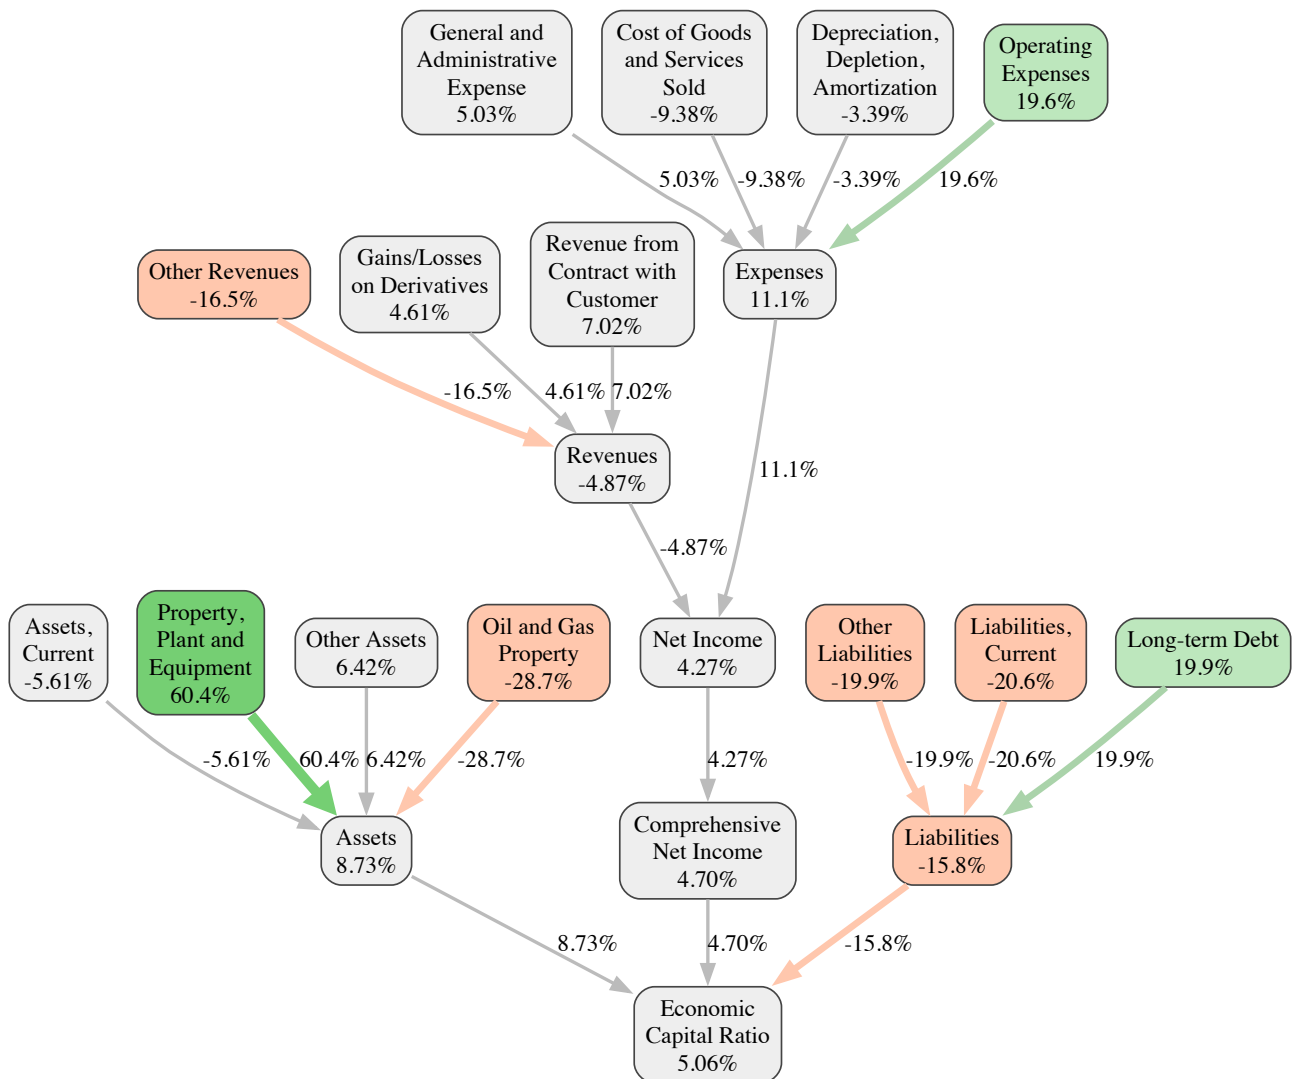 General and
Administrative
Expense
5.03%
Cost of Goods
and Services
Sold
-9.38%
Depreciation,
Depletion,
Amortization
-3.39%
Operating
Expenses
19.6%
5.03%
-9.38%
-3.39%
19.6%
Other Revenues
-16.5%
Gains/Losses
on Derivatives
4.61%
Revenue from
Contract with
Customer
7.02%
Expenses
11.1%
-16.5%
4.61%
7.02%
Revenues
-4.87%
11.1%
-4.87%
Assets,
Current
-5.61%
Property,
Plant and
Equipment
60.4%
Other Assets
6.42%
Oil and Gas
Property
-28.7%
Net Income
4.27%
Other
Liabilities
-19.9%
Liabilities,
Current
-20.6%
Long-term Debt
19.9%
-5.61%
60.4%
6.42%
-28.7%
4.27%
-19.9%
-20.6%
19.9%
Assets
8.73%
Comprehensive
Net Income
4.70%
Liabilities
-15.8%
8.73%
4.70%
-15.8%
Economic
Capital Ratio
5.06%